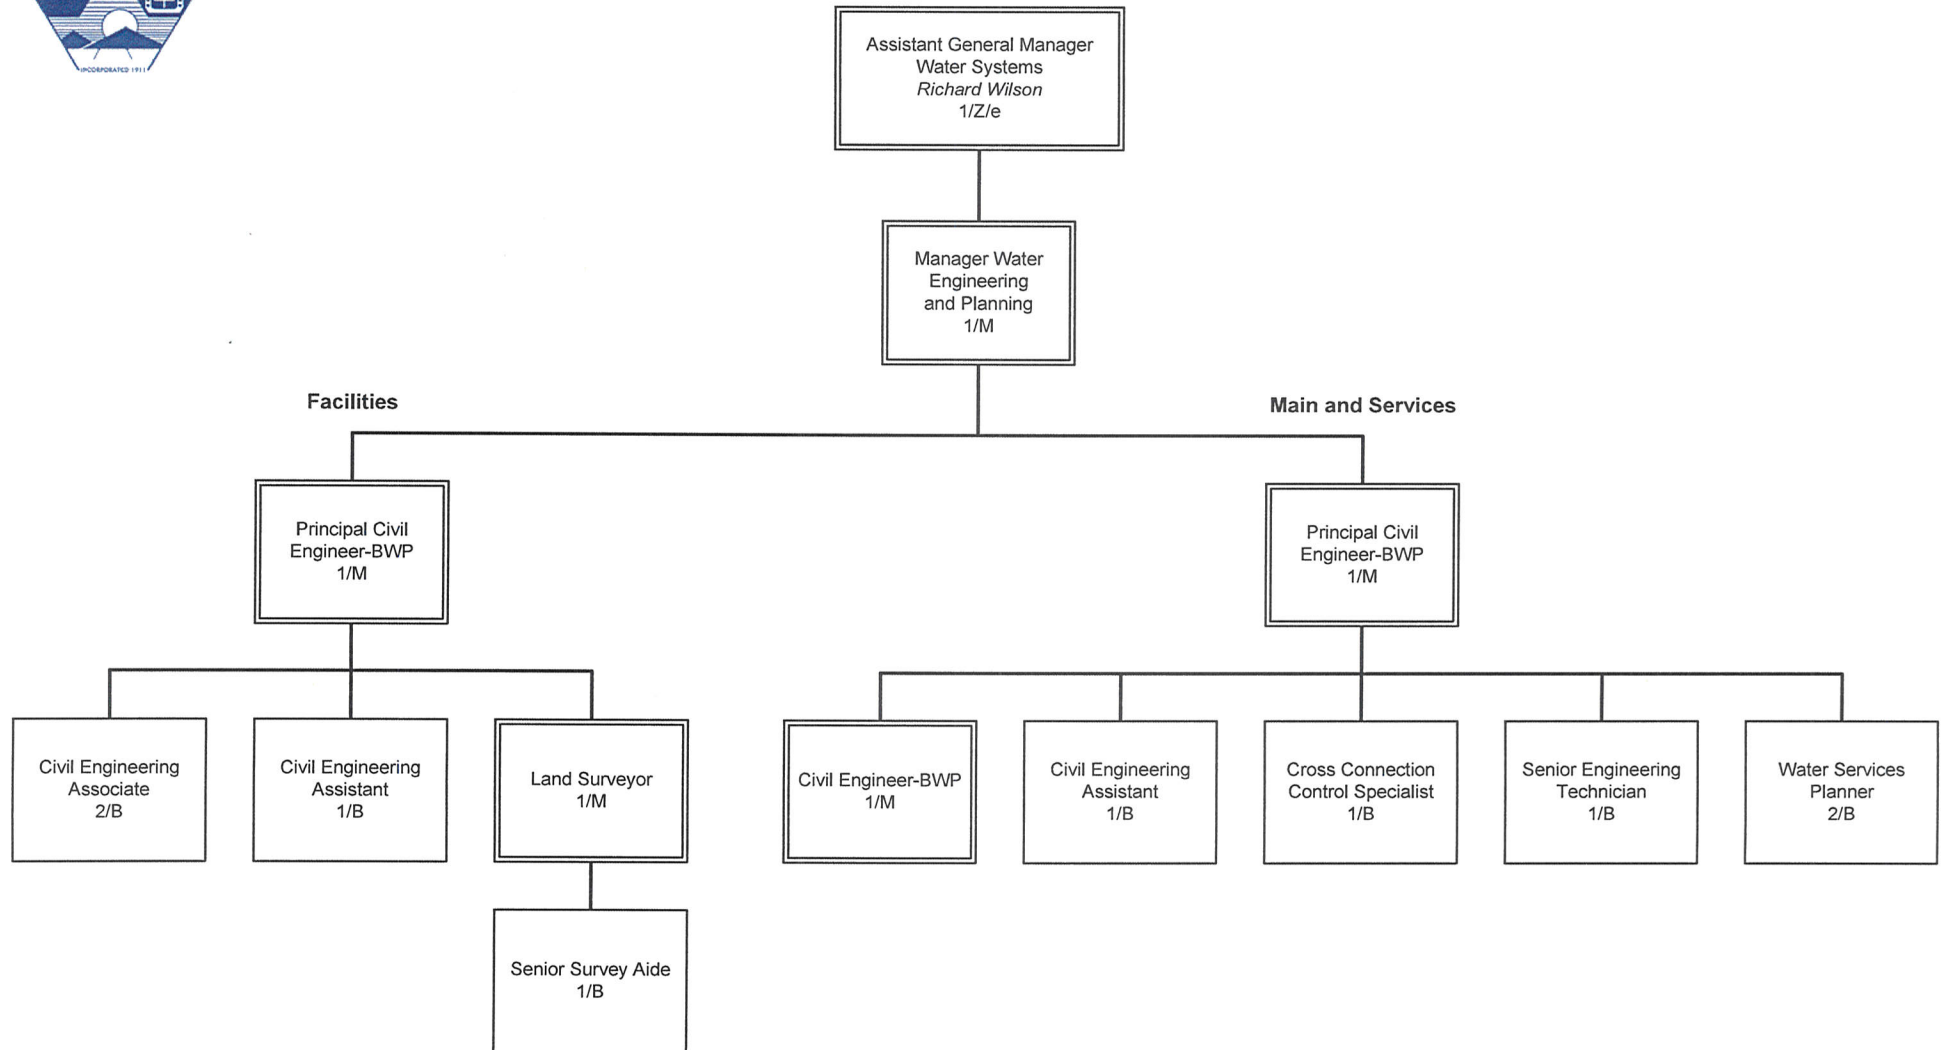 INCORPORATED 1911
Assistant General Manager
Water Systems
Richard Wilson
1/Z/e
Manager Water
Engineering
and Planning
1/M
Facilities
Main and Services
Principal Civil
Engineer-BWP
1/M
Principal Civil
Engineer-BWP
1/M
Civil Engineering
Associate
2/B
Civil Engineering
Assistant
1/B
Land Surveyor
1/M
Civil Engineer-BWP
1/M
Civil Engineering
Assistant
1/B
Cross Connection
Control Specialist
1/B
Senior Engineering
Technician
1/B
Water Services
Planner
2/B
Senior Survey Aide
1/B